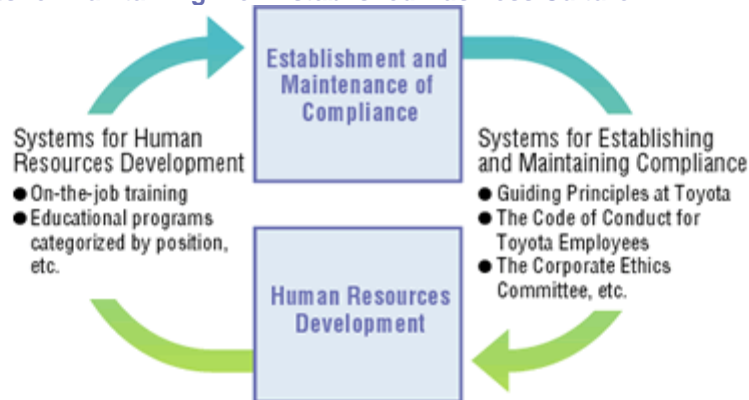 Establishment and
Maintenance of
Compliance
Systems for Human
Resources Development
● On-the-job training
● Educational programs
categorized by position,
etc.
Systems for Establishing
and Maintaining Compliance
● Guiding Principles at Toyota
● The Code of Conduct for
Toyota Employees
● The Corporate Ethics
Committee, etc.
Human Resources
Development